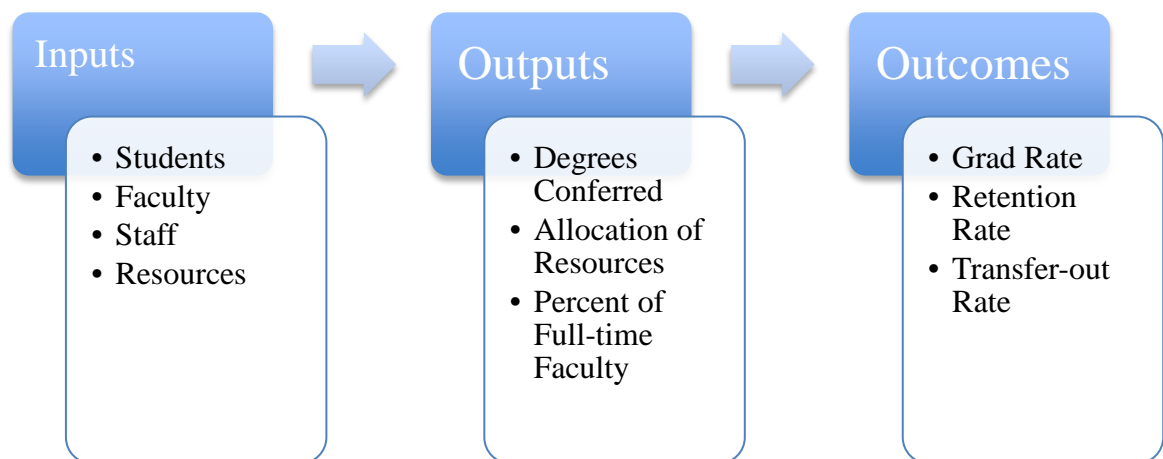 Inputs
• Students
• Faculty
• Staff
• Resources
Outputs
• Degrees
Conferred
• Allocation of
Resources
• Percent of
Full-time
Faculty
Outcomes
• Grad Rate
• Retention
Rate
• Transfer-out
Rate